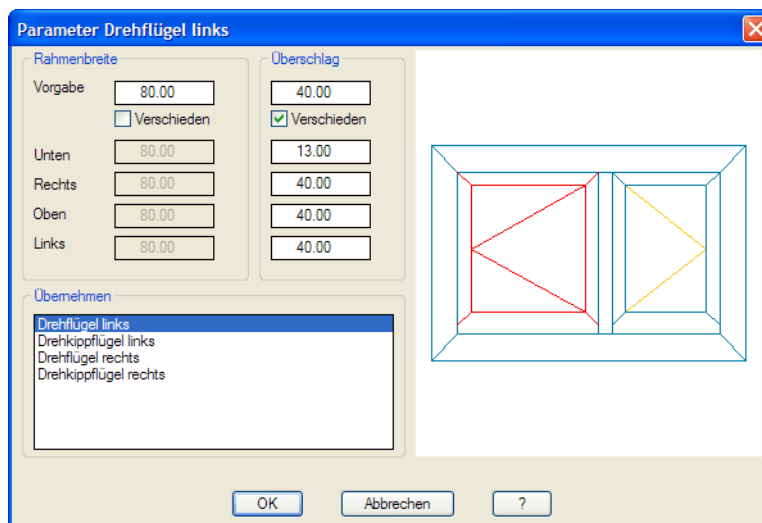 Parameter Drehflügel links
Rahmenbreite
Vorgabe 80.00
Verschieden
Unten 80.00
Rechts 80.00
Oben 80.00
Links 80.00
Überschlag
40.00
Verschieden
13.00
40.00
40.00
40.00
Übernehmen
Drehflügel links
Drehkippflügel links
Drehflügel rechts
Drehkippflügel rechts
OK Abbrechen ?